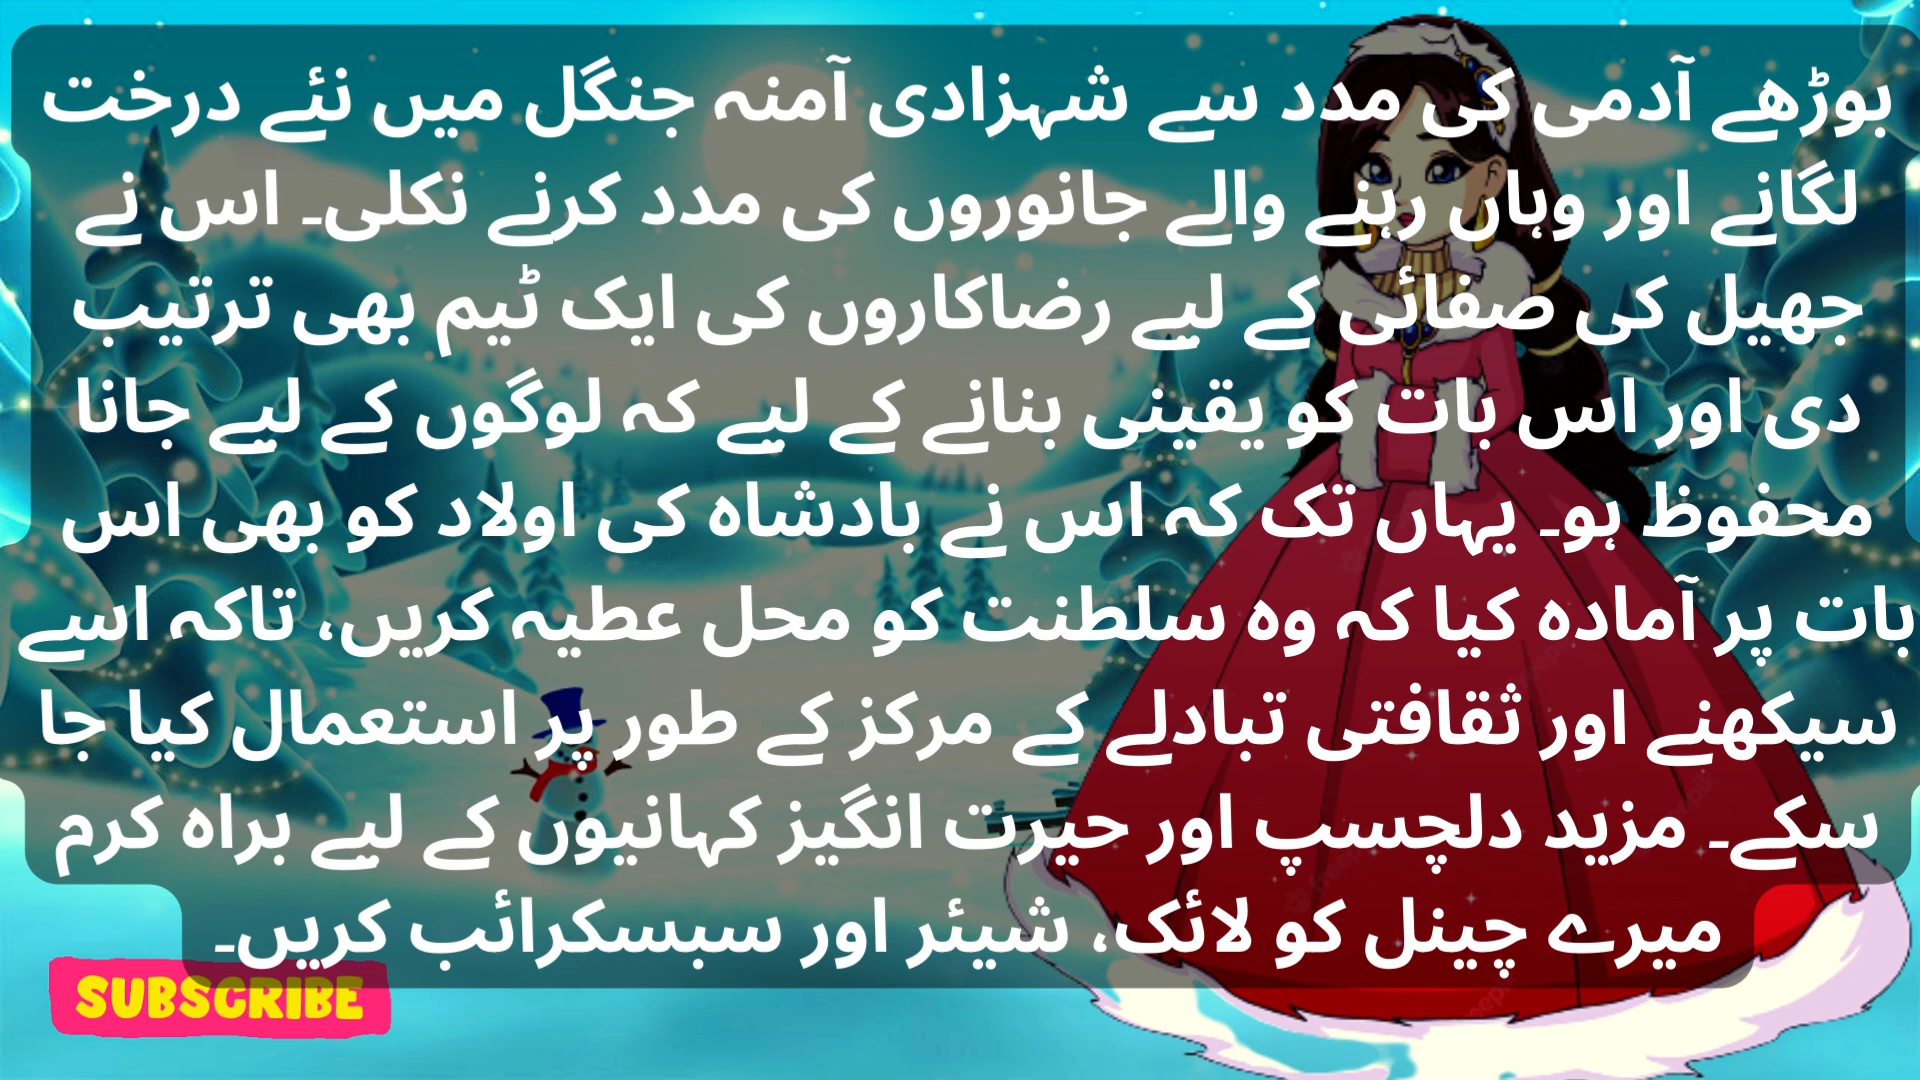 بوڑھے آدمی کی مدد سے شہزادی آمنہ جنگل میں نئے درخت
لگانے اور وہاں رہنے والے جانوروں کی مدد کرنے نکلی۔ اس نے
جھیل کی صفائی کے لیے رضاکاروں کی ایک ٹیم بھی ترتیب
دی اور اس بات کو یقینی بنانے کے لیے کہ لوگوں کے لیے جانا
محفوظ ہو۔ یہاں تک کہ اس نے بادشاہ کی اولاد کو بھی اس
بات پر آمادہ کیا کہ وہ سلطنت کو محل عطیہ کریں، تاکہ اسے
سیکھنے اور ثقافتی تبادلے کے مرکز کے طور پر استعمال کیا جا
سکے۔ مزید دلچسپ اور حیرت انگیز کہانیوں کے لیے براہ کرم
میرے چینل کو لائک، شیئر اور سبسکرائب کریں۔
SUBSCRIBE